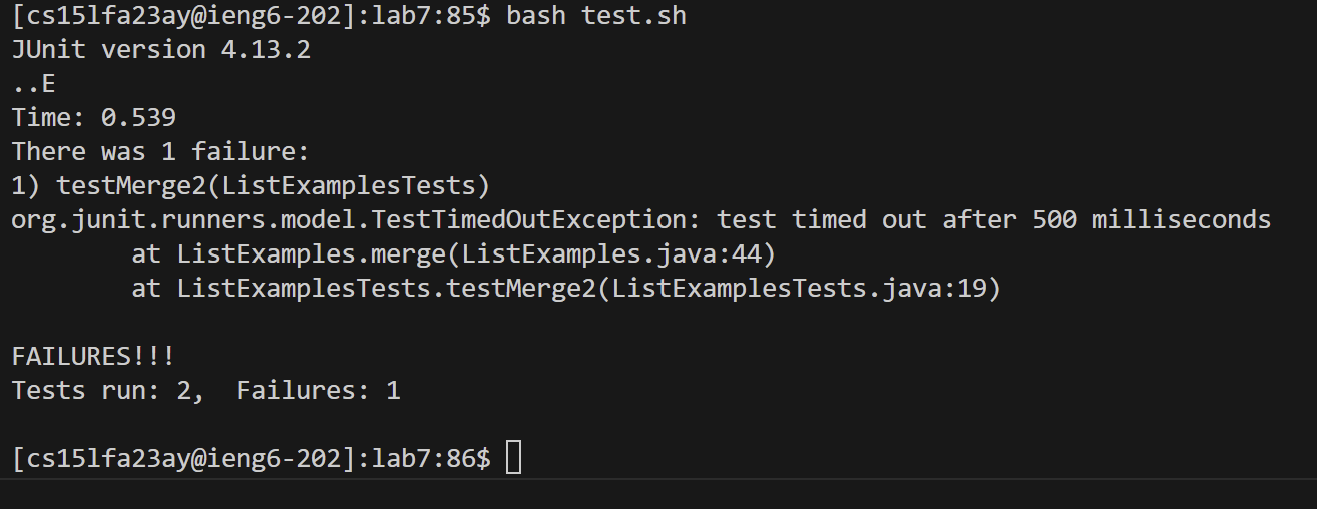 [cs15lfa23ay@ieng6-202]:lab7:85$ bash test.sh
JUnit version 4.13.2
..E
Time: 0.539
There was 1 failure:
1) testMerge2(ListExamplesTests)
org.junit.runners.model.TestTimedOutException: test timed out after 500 milliseconds
        at ListExamples.merge(ListExamples.java:44)
        at ListExamplesTests.testMerge2(ListExamplesTests.java:19)

FAILURES!!!
Tests run: 2,  Failures: 1

[cs15lfa23ay@ieng6-202]:lab7:86$